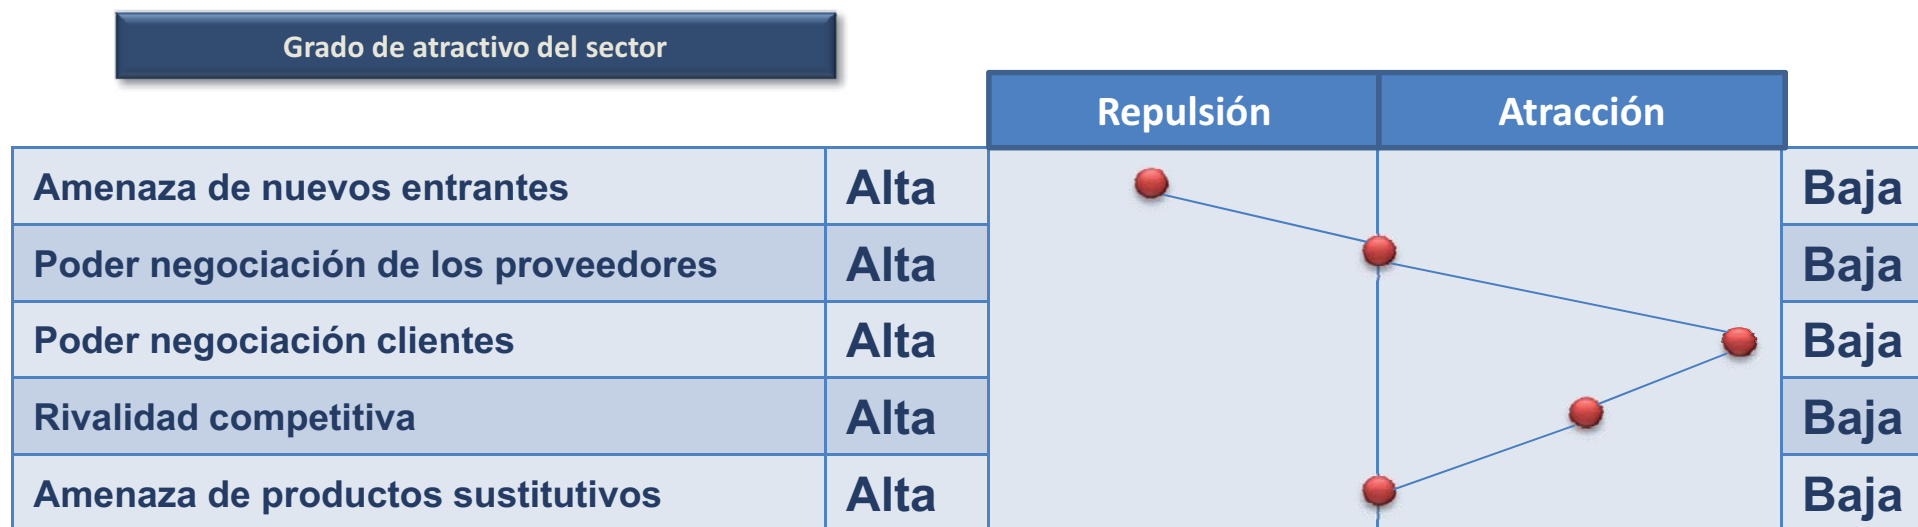 Grado de atractivo del sector
Repulsión Atracción
Amenaza de nuevos entrantes Alta Baja
Poder negociación de los proveedores Alta Baja
Poder negociación clientes Alta Baja
Rivalidad competitiva Alta Baja
Amenaza de productos sustitutivos Alta Baja